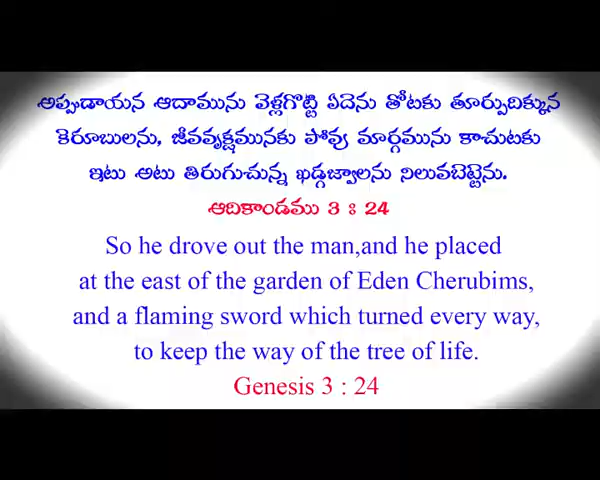 అప్పుడాయన ఆదామును వెళ్లగొట్టి ఏదెను తోటకు తూర్పుదిక్కున
కెరూబులను, జీవవృక్షమునకు పోవు మార్గమును కాచుటకు
ఇటు అటు తిరుగుచున్న ఖడ్గజ్వాలను నిలువబెట్టెను.
ఆదికాండము 3 : 24
So he drove out the man,and he placed
at the east of the garden of Eden Cherubims,
and a flaming sword which turned every way,
to keep the way of the tree of life.
Genesis 3 : 24